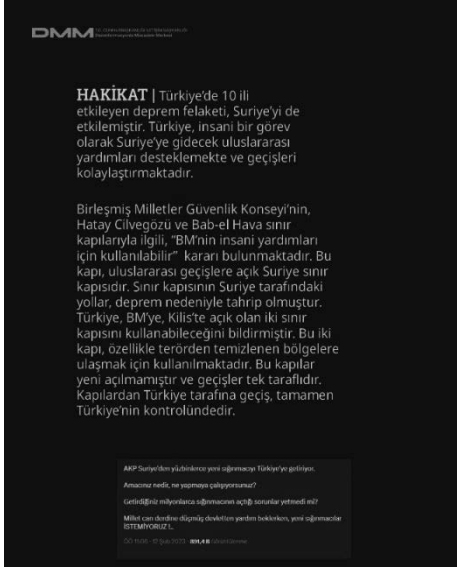 DMM
HAKİKAT | Türkiye'de 10 ili
etkileyen deprem felaketi, Suriye'yi de
etkilemiştir. Türkiye, insani bir görev
olarak Suriye'ye gidecek uluslararası
yardımları desteklemekte ve geçişleri
kolaylaştırmaktadır.
Birleşmiş Milletler Güvenlik Konseyi'nin,
Hatay Cilvegözü ve Bab-el Hava sınır
kapılarıyla ilgili, "BM'nin insani yardımları
için kullanılabilir" kararı bulunmaktadır. Bu
kapı, uluslararası geçişlere açık Suriye sınır
kapısıdır. Sınır kapısının Suriye tarafındaki
yollar, deprem nedeniyle tahrip olmuştur.
Türkiye, BM'ye, Kilis'te açık olan iki sınır
kapısını kullanabileceğini bildirmiştir. Bu iki
kapı, özellikle terörden temizlenen bölgelere
ulaşmak için kullanılmaktadır. Bu kapılar
yeni açılmamıştır ve geçişler tek taraflıdır.
Kapılardan Türkiye tarafına geçiş, tamamen
Türkiye'nin kontrolündedir.
AKP Suriye'den yüzbinlerce yeni sığınmacıyı Türkiye'ye getiriyor.
Amacınız nedir, ne yapmaya çalışıyorsunuz?
Getirdiğiniz milyonlarca sığınmacının açtığı sorunlar yetmedi mi?
Millet can derdine düşmüş devletten yardım beklerken, yeni sığınmacılar
İSTEMİYORUZ !..